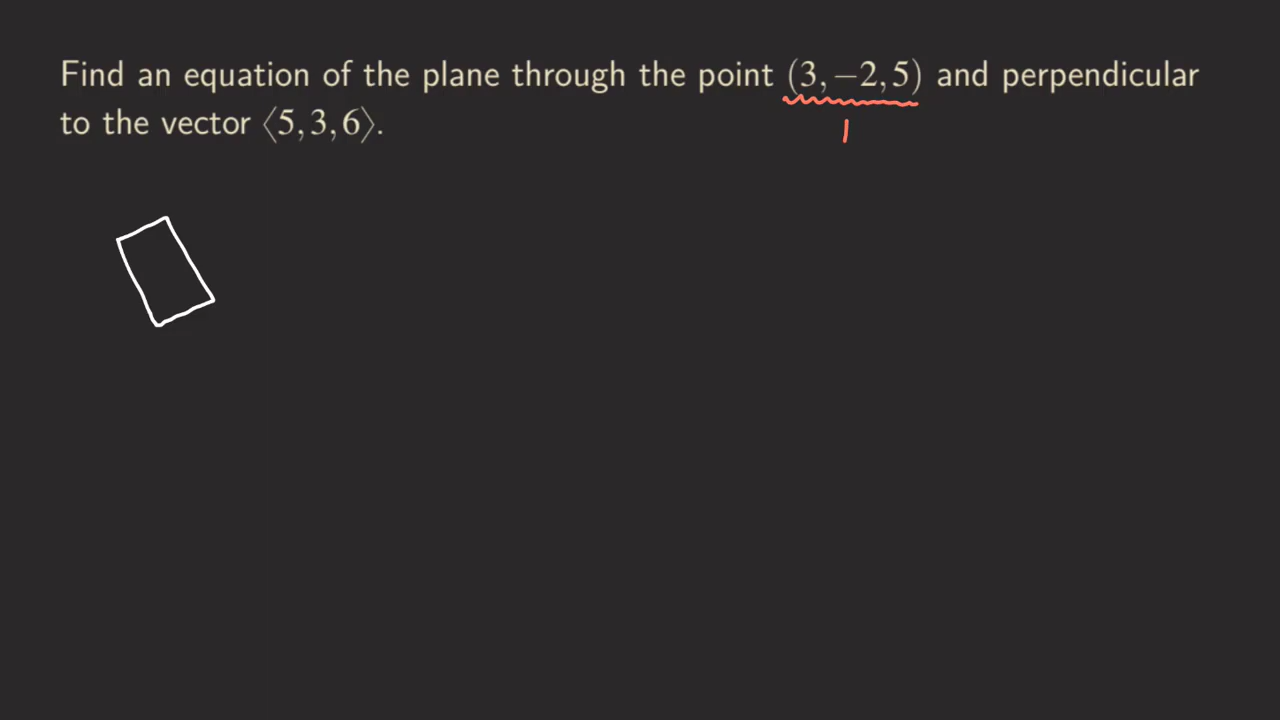 Find an equation of the plane through the point (3, −2, 5) and perpendicular
to the vector ⟨5, 3, 6⟩.